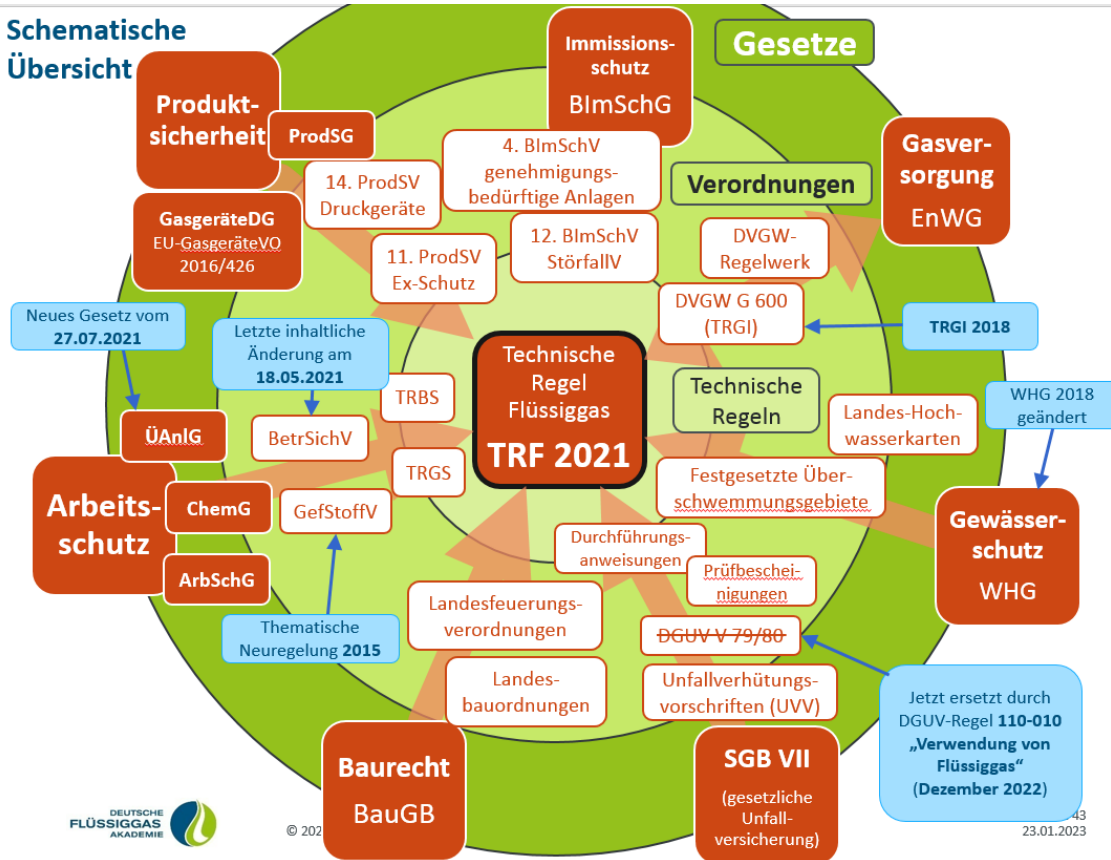 Schematische
Übersicht
Gesetze
Immissions-
schutz
BImSchG
Produkt-
sicherheit
ProdSG
4. BImSchV
genehmigungs-
bedürftige Anlagen
Gasver-
sorgung
EnWG
Verordnungen
14. ProdSV
Druckgeräte
GasgeräteDG
EU-GasgeräteVO
2016/426
12. BImSchV
StörfallV
DVGW-
Regelwerk
11. ProdSV
Ex-Schutz
DVGW G 600
(TRGI)
TRGI 2018
Neues Gesetz vom
27.07.2021
Letzte inhaltliche
Änderung am
18.05.2021
Technische
Regel
Flüssiggas
TRF 2021
Technische
Regeln
TRBS
WHG 2018
geändert
Landes-Hoch-
wasserkarten
ÜAnlG
BetrSichV
TRGS
Festgesetzte Über-
schwemmungsgebiete
Arbeits-
schutz
ChemG
GefStoffV
Gewässer-
schutz
WHG
ArbSchG
Durchführungs-
anweisungen
Prüfbeschei-
nigungen
Landesfeuerungs-
verordnungen
Thematische
Neuregelung 2015
DGUV V 79/80
Landes-
bauordnungen
Unfallverhütungs-
vorschriften (UVV)
Jetzt ersetzt durch
DGUV-Regel 110-010
„Verwendung von
Flüssiggas“
(Dezember 2022)
Baurecht
BauGB
SGB VII
(gesetzliche
Unfall-
versicherung)
DEUTSCHE
FLÜSSIGGAS
AKADEMIE
© 202
43
23.01.2023